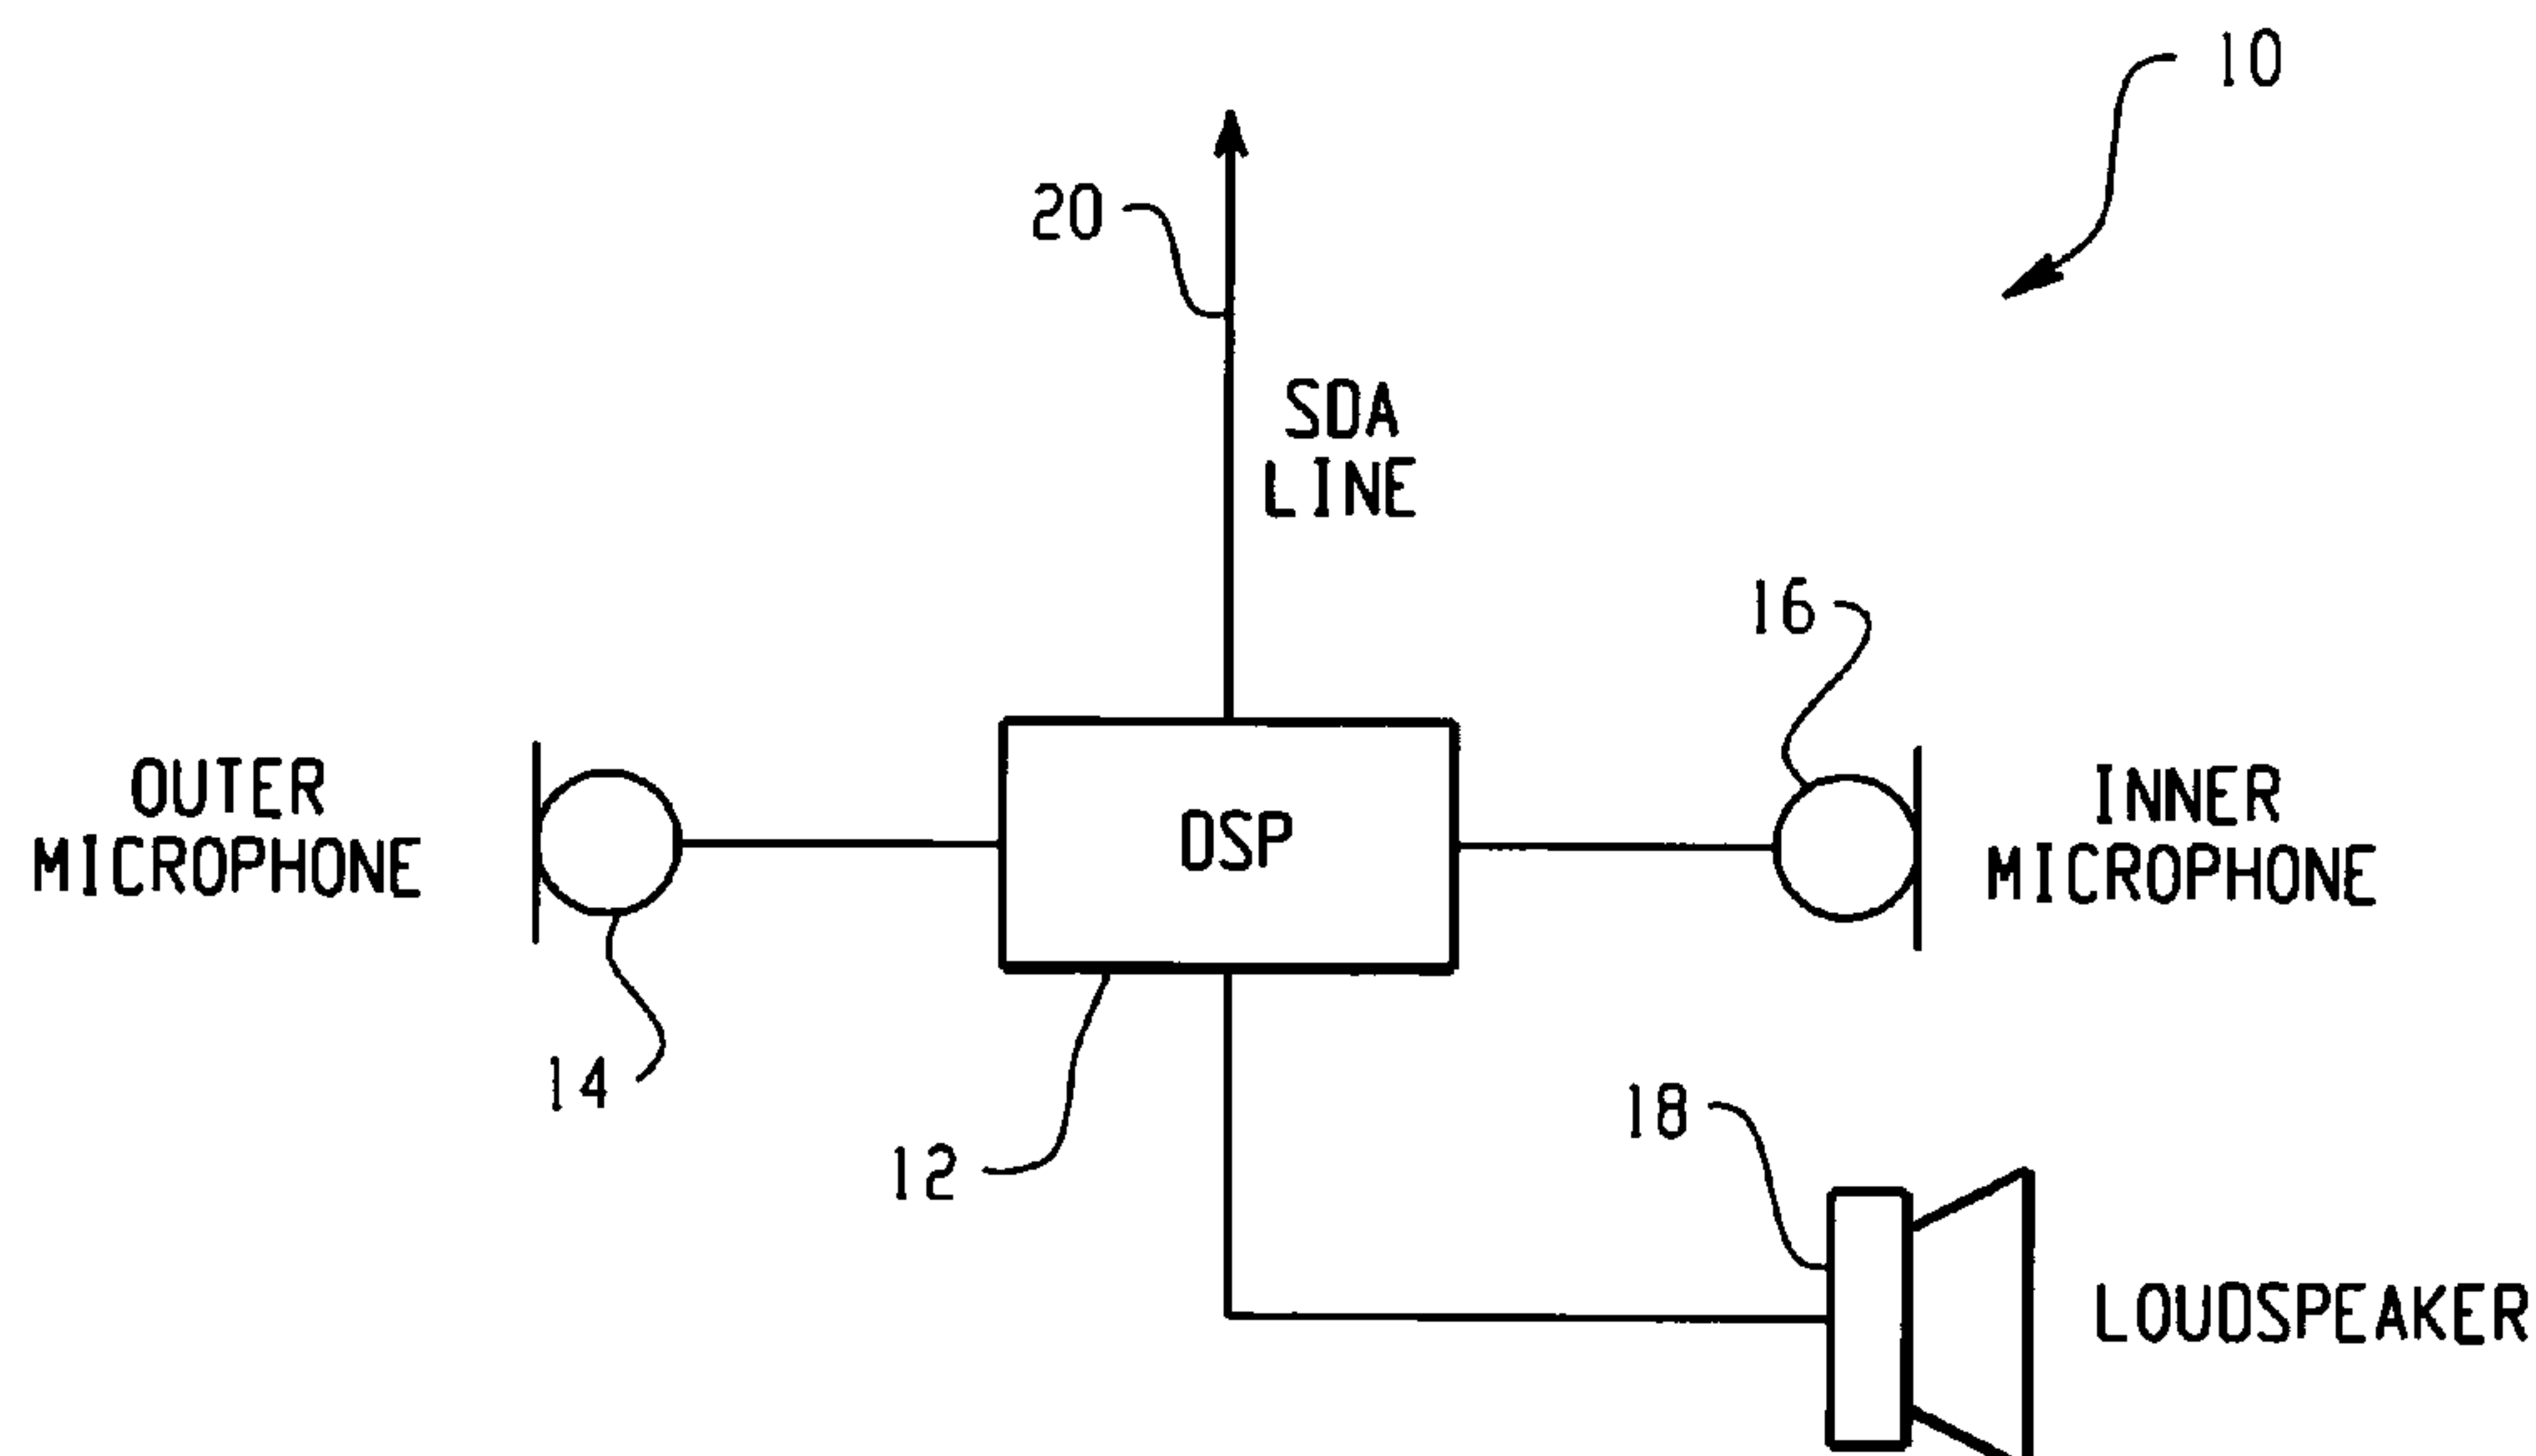 10
20
SDA
LINE
16
OUTER
MICROPHONE
DSP
INNER
MICROPHONE
14
12
18
LOUDSPEAKER